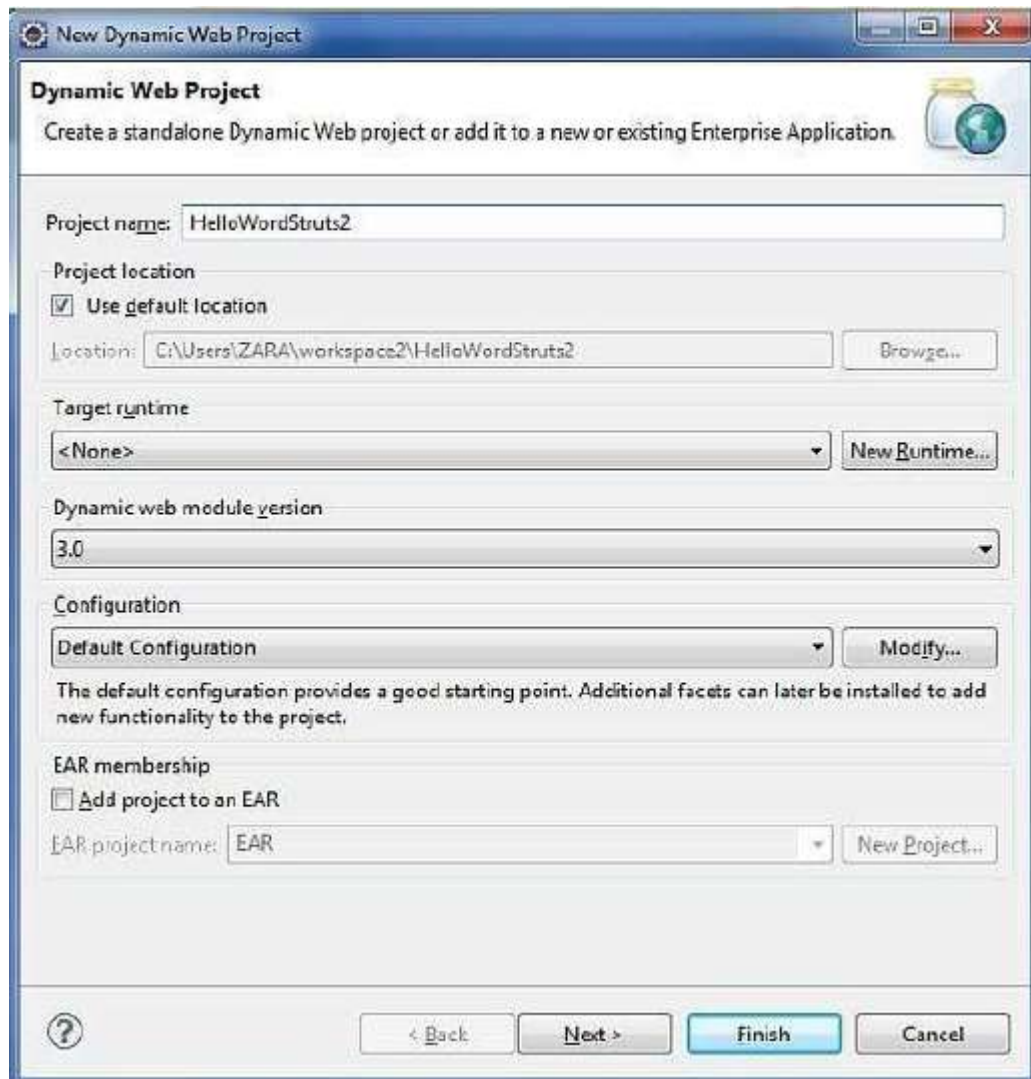 New Dynamic Web Project
Dynamic Web Project
Create a standalone Dynamic Web project or add it to a new or existing Enterprise Application.
Project name: HelloWordStruts2
Project location
Use default location
Location: C:\Users\ZARA\workspace2\HelloWordStruts2 Browse...
Target runtime
<None> New Runtime...
Dynamic web module version
3.0
Configuration
Default Configuration Modify...
The default configuration provides a good starting point. Additional facets can later be installed to add
new functionality to the project.
EAR membership
Add project to an EAR
EAR project name: EAR New Project...
? < Back Next > Finish Cancel